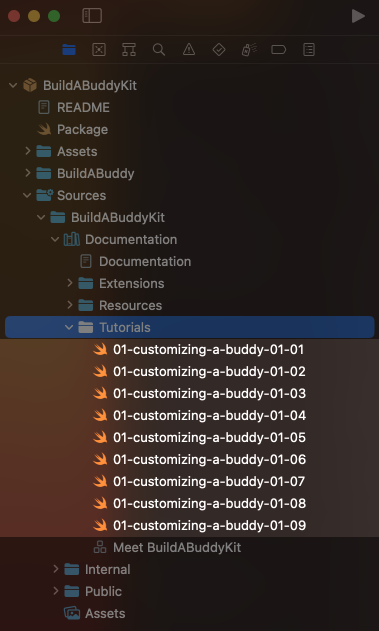 BuildABuddyKit
README
Package
Assets
BuildABuddy
Sources
BuildABuddyKit
Documentation
Documentation
Extensions
Resources
Tutorials
01-customizing-a-buddy-01-01
01-customizing-a-buddy-01-02
01-customizing-a-buddy-01-03
01-customizing-a-buddy-01-04
01-customizing-a-buddy-01-05
01-customizing-a-buddy-01-06
01-customizing-a-buddy-01-07
01-customizing-a-buddy-01-08
01-customizing-a-buddy-01-09
Meet BuildABuddyKit
Internal
Public
Assets